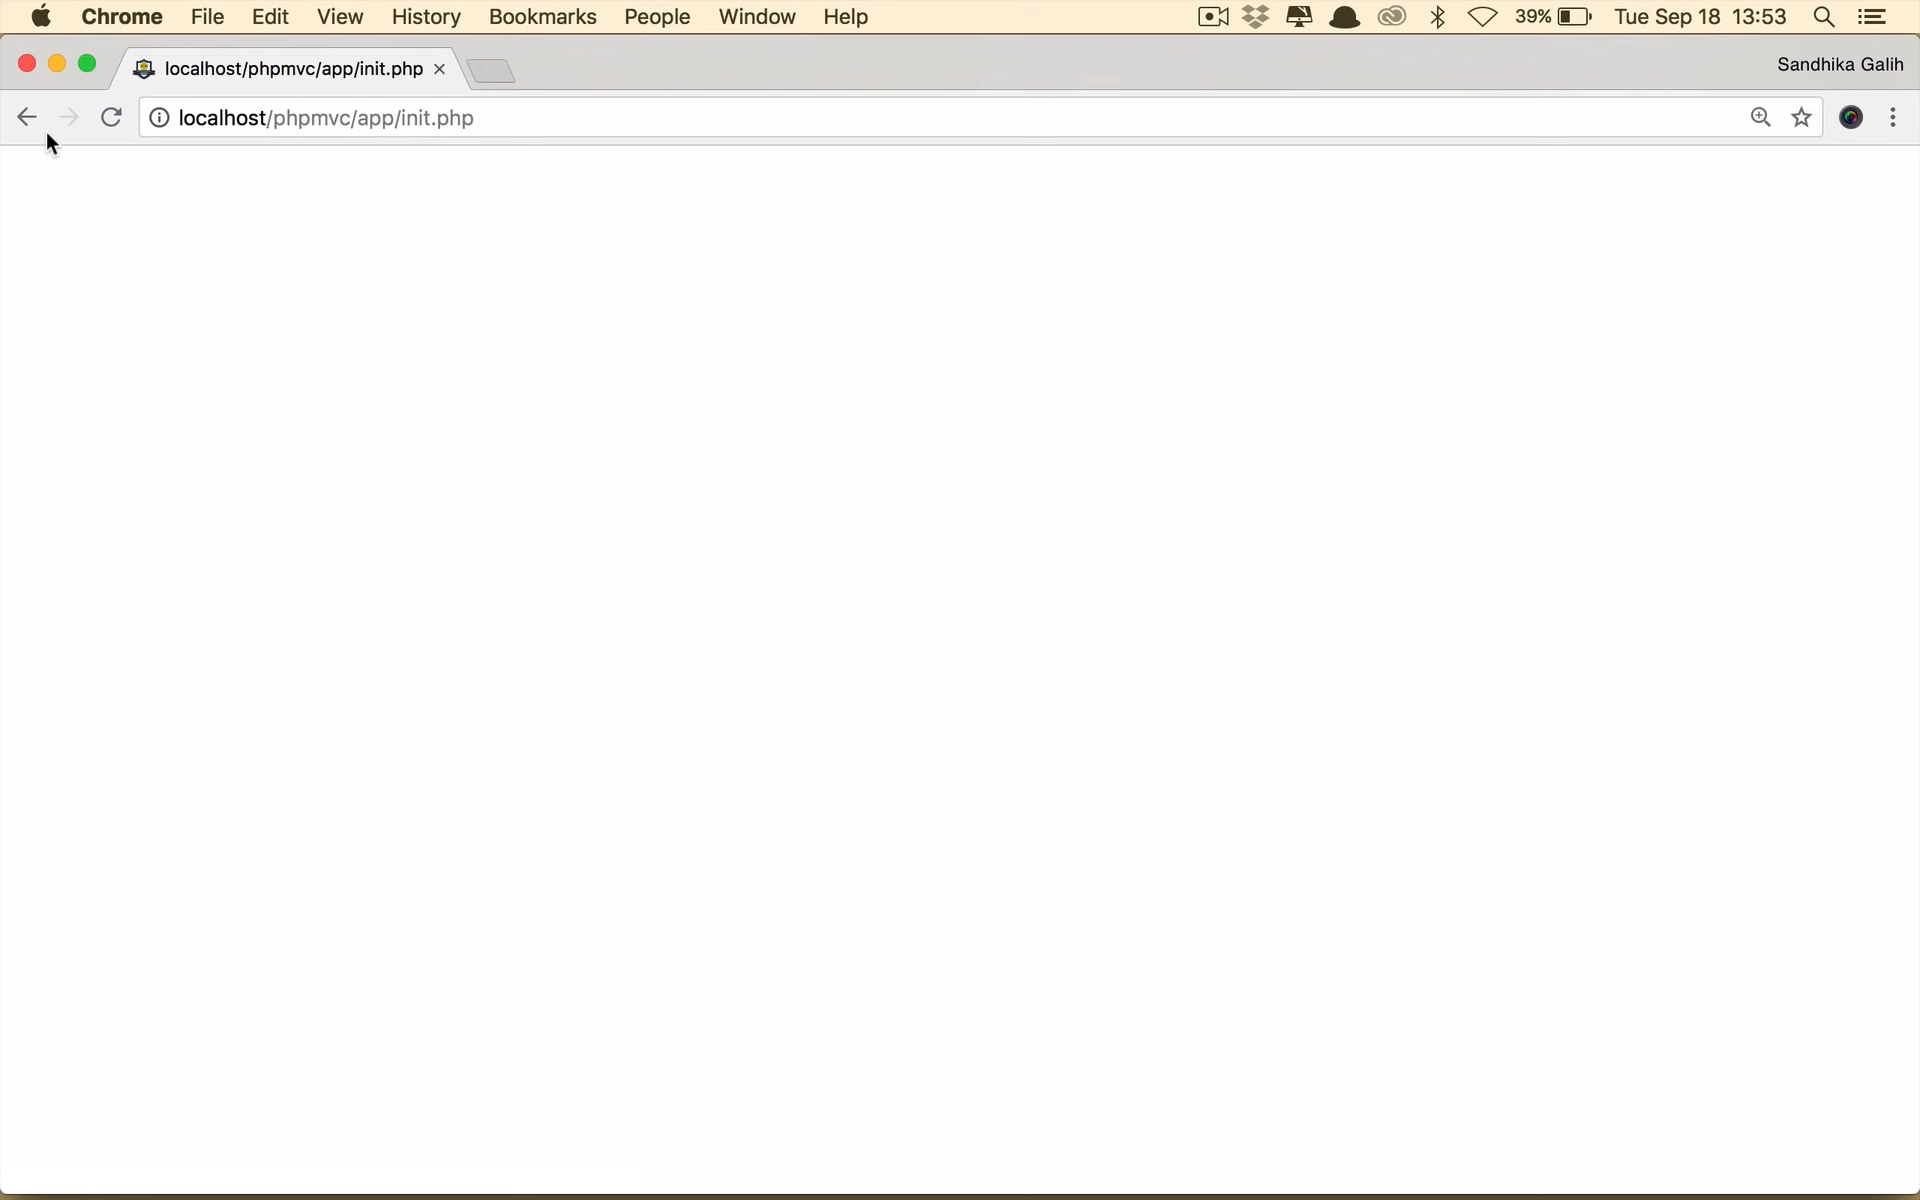 Chrome File Edit View History Bookmarks People Window Help 39% Tue Sep 18 13:53
localhost/phpmvc/app/init.php Sandhika Galih
localhost/phpmvc/app/init.php